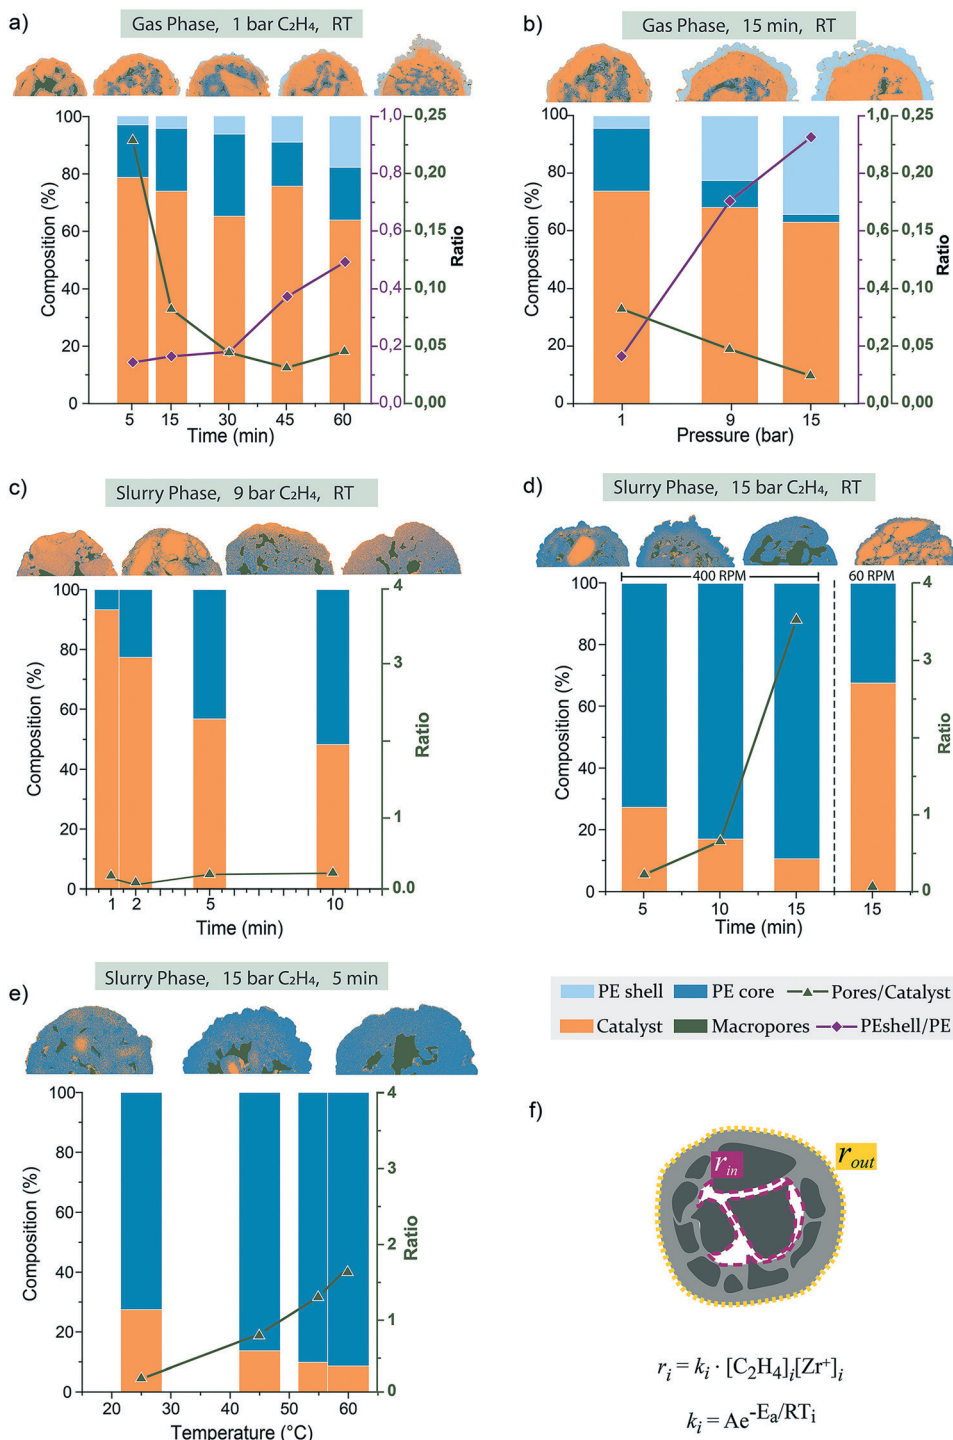 a)
Gas Phase, 1 bar C₂H₄, RT
100
80
60
40
20
0
Composition (%)
5 15 30 45 60
Time (min)
1,0
0,8
0,6
0,4
0,2
0,0
0,25
0,20
0,15
0,10
0,05
0,00
Ratio
b)
Gas Phase, 15 min, RT
100
80
60
40
20
0
Composition (%)
1 9 15
Pressure (bar)
1,0
0,8
0,6
0,4
0,2
0,0
0,25
0,20
0,15
0,10
0,05
0,00
Ratio
c)
Slurry Phase, 9 bar C₂H₄, RT
100
80
60
40
20
0
Composition (%)
1 2 5 10
Time (min)
4
3
1
0.0
Ratio
d)
Slurry Phase, 15 bar C₂H₄, RT
400 RPM 60 RPM
100
80
60
40
20
0
Composition (%)
5 10 15 15
Time (min)
4
3
1
0
Ratio
e)
Slurry Phase, 15 bar C₂H₄, 5 min
100
80
60
40
20
0
Composition (%)
20 30 40 50 60
Temperature (°C)
4
3
2
1
0
Ratio
PE shell PE core Pores/Catalyst
Catalyst Macropores PEshell/PE
f)
r_in r_out
r_i = k_i · [C₂H₄]_i[Zr⁺]_i
k_i = Ae^-E_a/RT_i